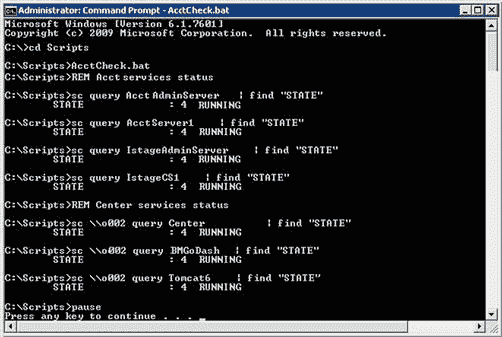 Administrator: Command Prompt - AcctCheck.bat
Microsoft Windows [Version 6.1.7601]
Copyright (c) 2009 Microsoft Corporation. All rights reserved.
C:\>cd Scripts
C:\Scripts>AcctCheck.bat
C:\Scripts>REM Acct services status
C:\Scripts>sc query Acct AdminServer | find "STATE"
STATE : 4 RUNNING
C:\Scripts>sc query AcctServer1 | find "STATE"
STATE : 4 RUNNING
C:\Scripts>sc query IstageAdminServer | find "STATE"
STATE : 4 RUNNING
C:\Scripts>sc query IstageCS1 | find "STATE"
STATE : 4 RUNNING
C:\Scripts>REM Center services status
C:\Scripts>sc \\o002 query Center | find "STATE"
STATE : 4 RUNNING
C:\Scripts>sc \\o002 query BMGoDash | find "STATE"
STATE : 4 RUNNING
C:\Scripts>sc \\o002 query Tomcat6 | find "STATE"
STATE : 4 RUNNING
C:\Scripts>pause
Press any key to continue . . . _